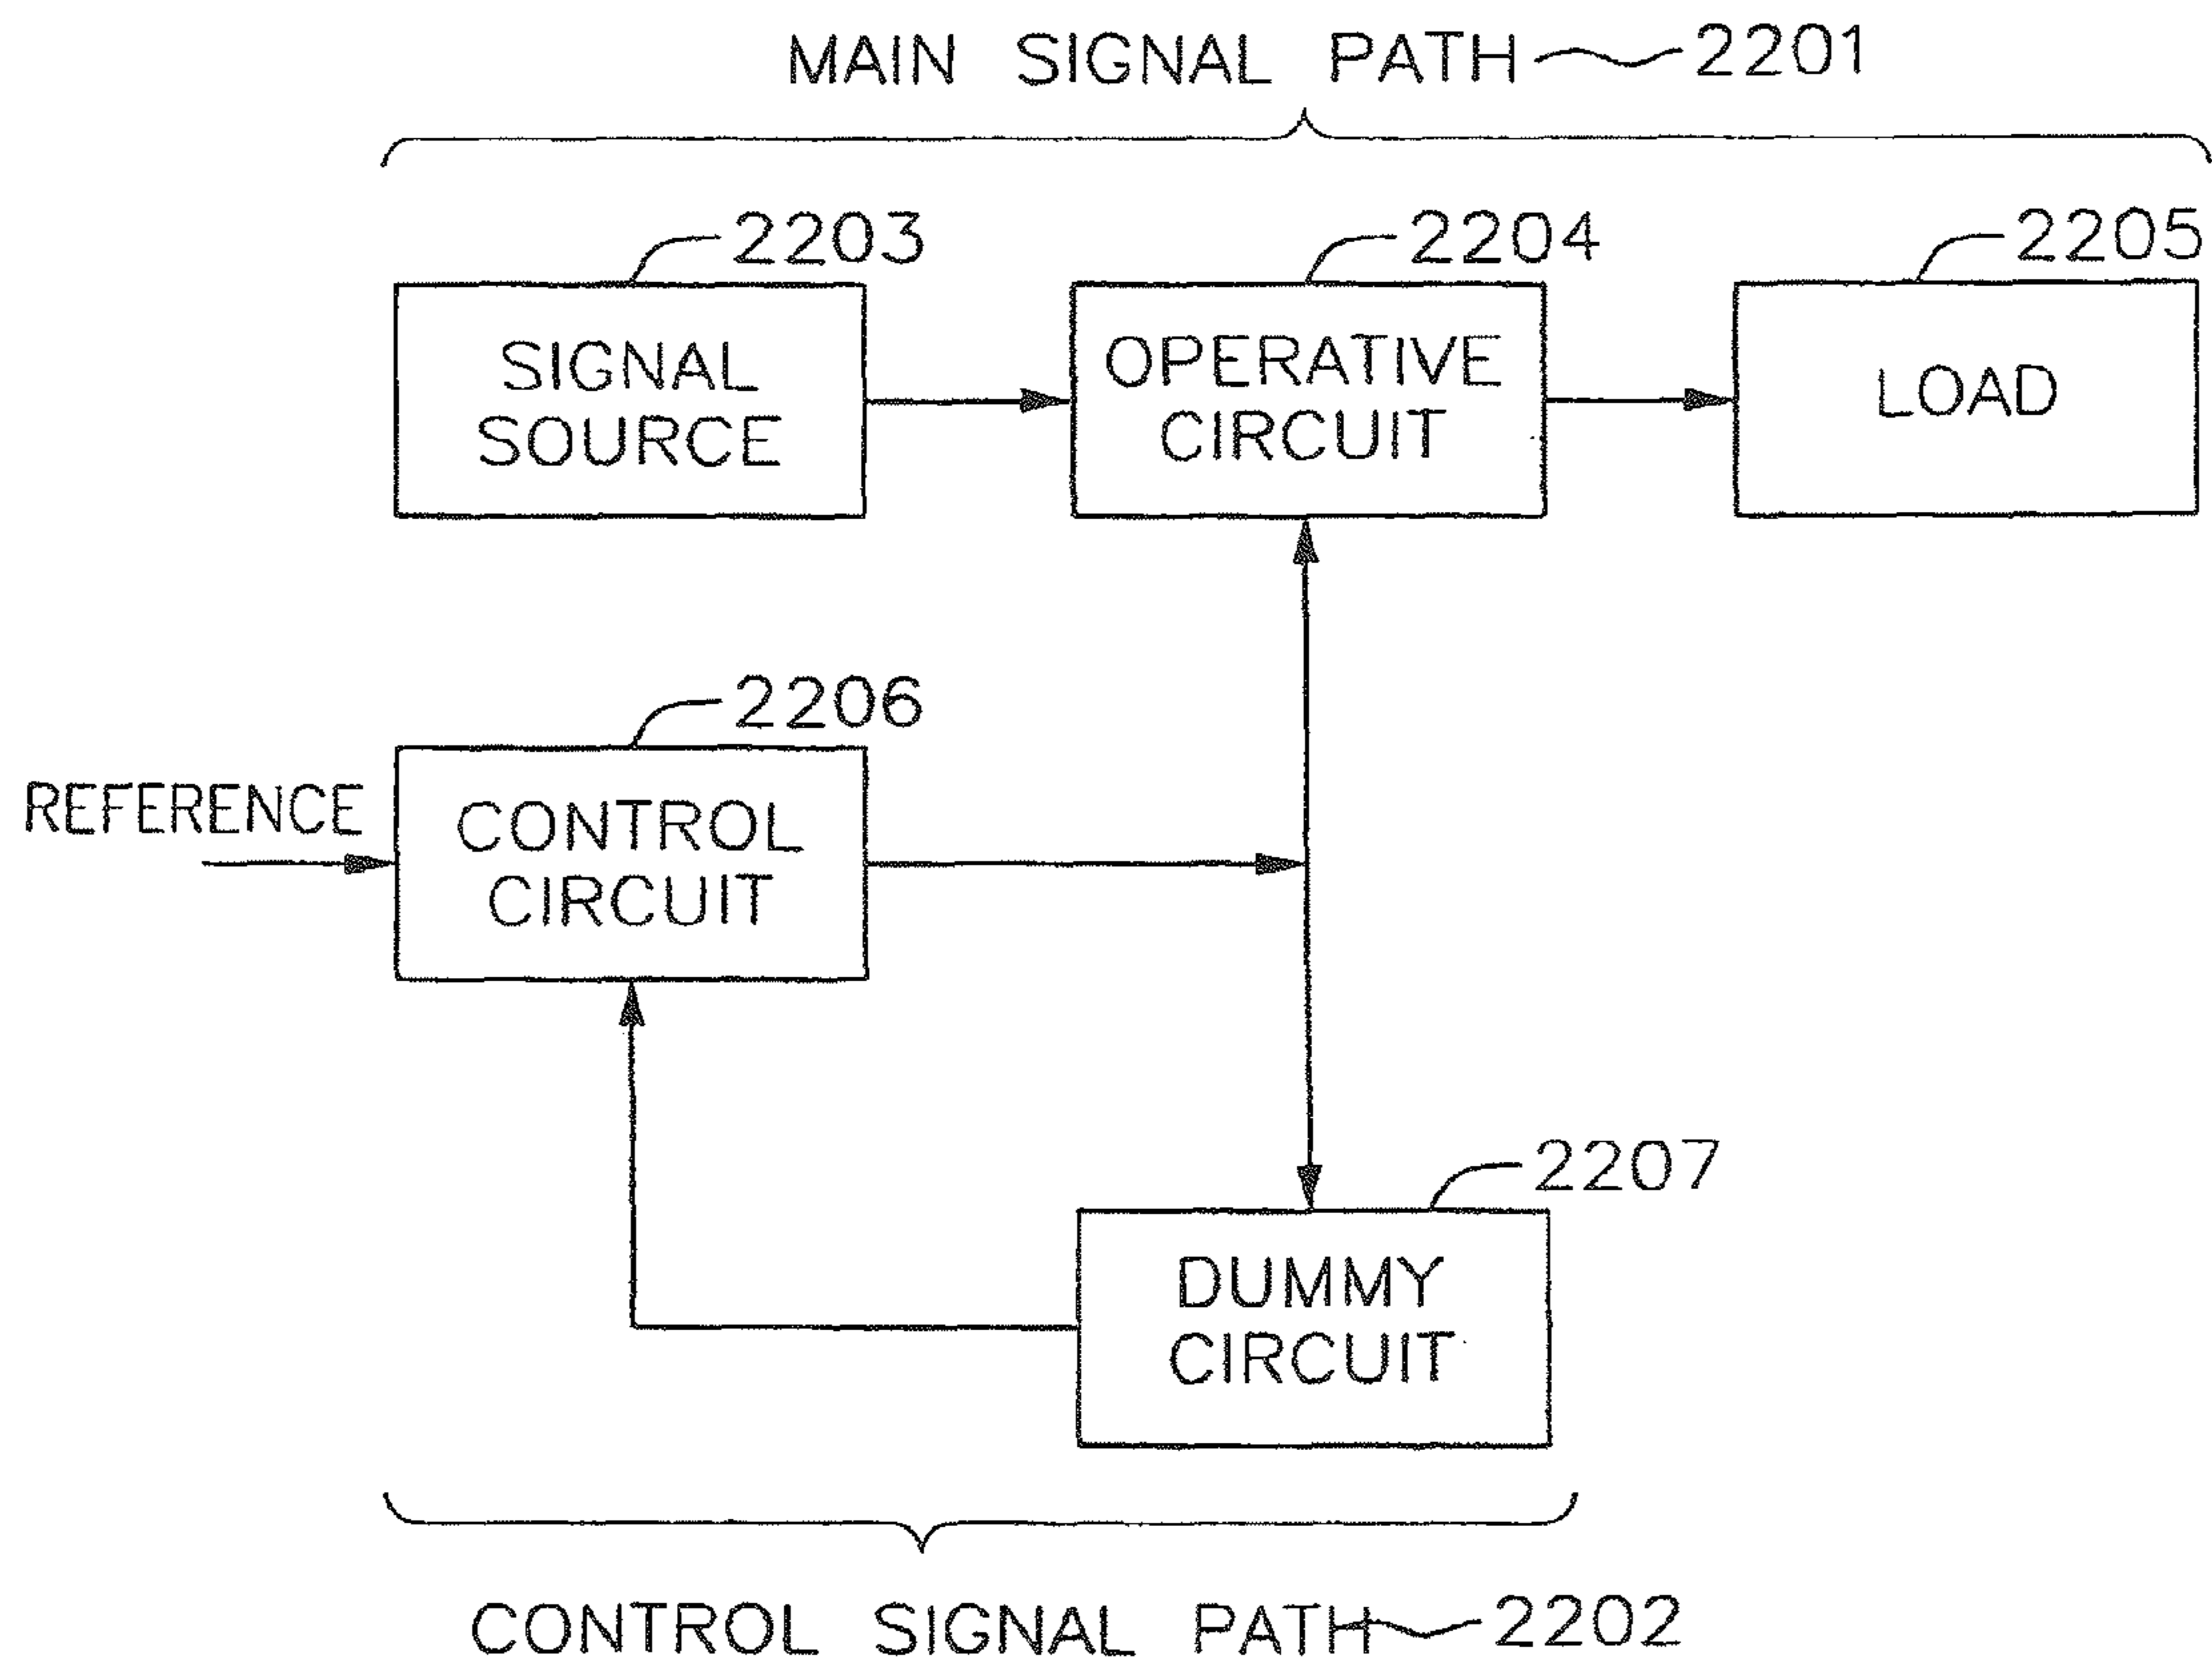 MAIN SIGNAL PATH 2201
2203
2204
2205
SIGNAL
SOURCE
OPERATIVE
CIRCUIT
LOAD
2206
REFERENCE
CONTROL
CIRCUIT
2207
DUMMY
CIRCUIT
CONTROL SIGNAL PATH 2202